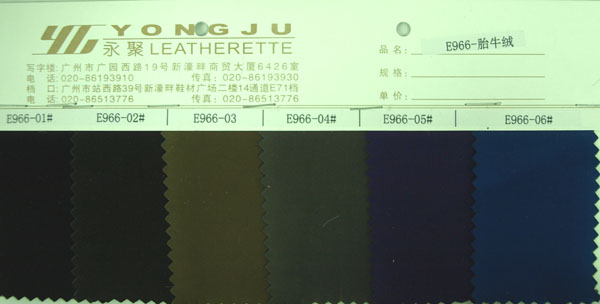 YONGJU
永聚 LEATHERETTE
写字楼: 广州市广园西路19号新濠畔商贸大厦6426室
电 话: 020-86193910 传真: 020-86193930
档 口: 广州市站西路39号新濠畔鞋材广场二楼14通道E71档
电 话: 020-86513776 传真: 020-86513776
品名: E966-胎牛绒
规格:
单价:
E966-01# E966-02# E966-03 E966-04# E966-05# E966-06#